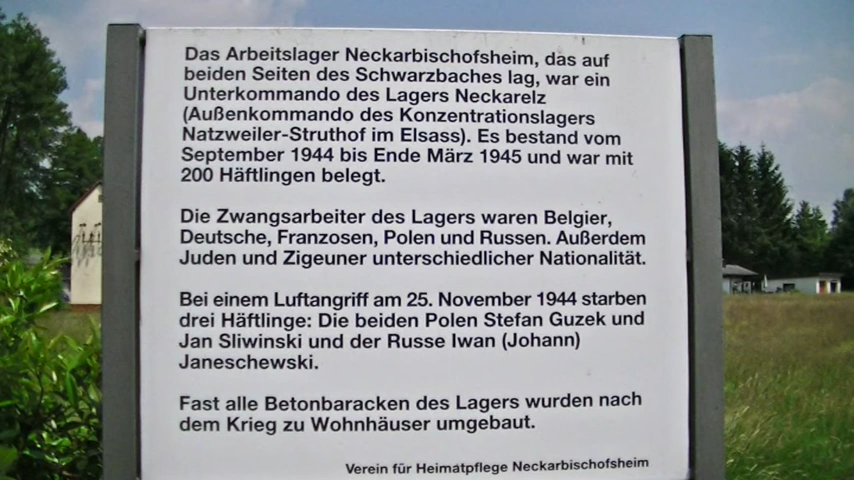 Das Arbeitslager Neckarbischofsheim, das auf
beiden Seiten des Schwarzbaches lag, war ein
Unterkommando des Lagers Neckarelz
(Außenkommando des Konzentrationslagers
Natzweiler-Struthof im Elsass). Es bestand vom
September 1944 bis Ende März 1945 und war mit
200 Häftlingen belegt.
Die Zwangsarbeiter des Lagers waren Belgier,
Deutsche, Franzosen, Polen und Russen. Außerdem
Juden und Zigeuner unterschiedlicher Nationalität.
Bei einem Luftangriff am 25. November 1944 starben
drei Häftlinge: Die beiden Polen Stefan Guzek und
Jan Sliwinski und der Russe Iwan (Johann)
Janeschewski.
Fast alle Betonbaracken des Lagers wurden nach
dem Krieg zu Wohnhäuser umgebaut.
Verein für Heimatpflege Neckarbischofsheim